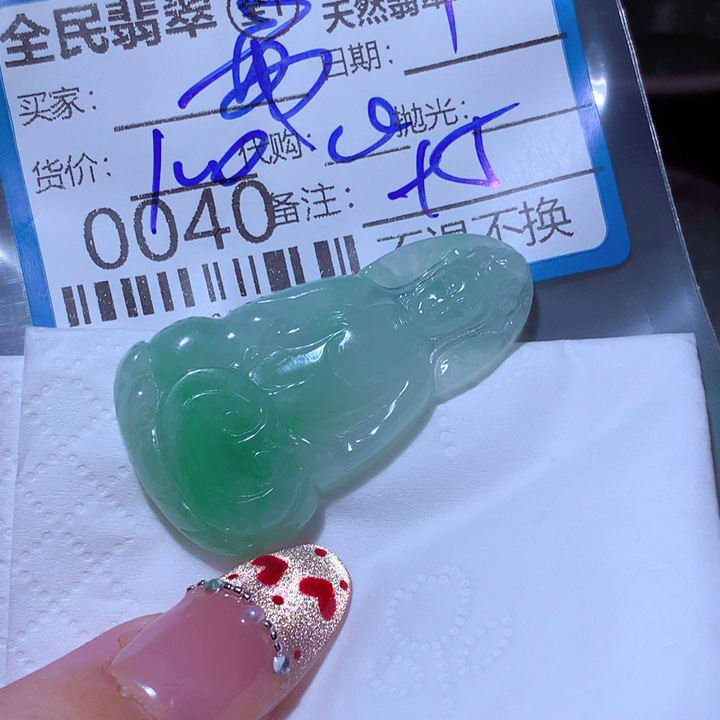 全民翡翠 天然翡翠
买家: 日期:
货价: 代购: 抛光:
0040 备注:
不退不换